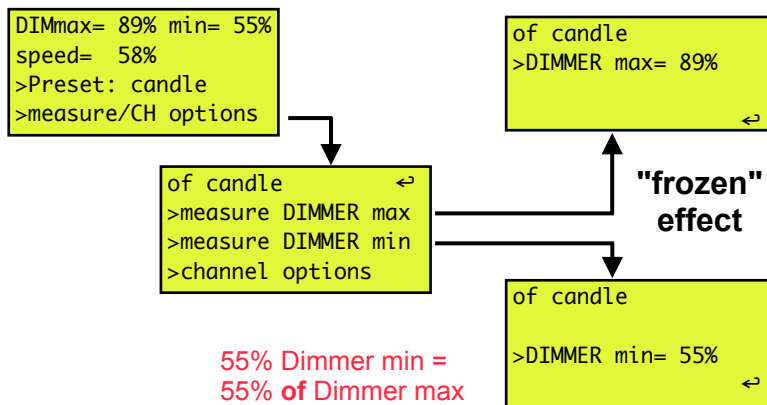 DIMmax= 89% min= 55%
speed=  58%
>Preset: candle
>measure/CH options
of candle ↩
>measure DIMMER max
>measure DIMMER min
>channel options
of candle
>DIMMER max= 89%
↩
"frozen"
effect
of candle
>DIMMER min= 55%
↩
55% Dimmer min =
55% of Dimmer max